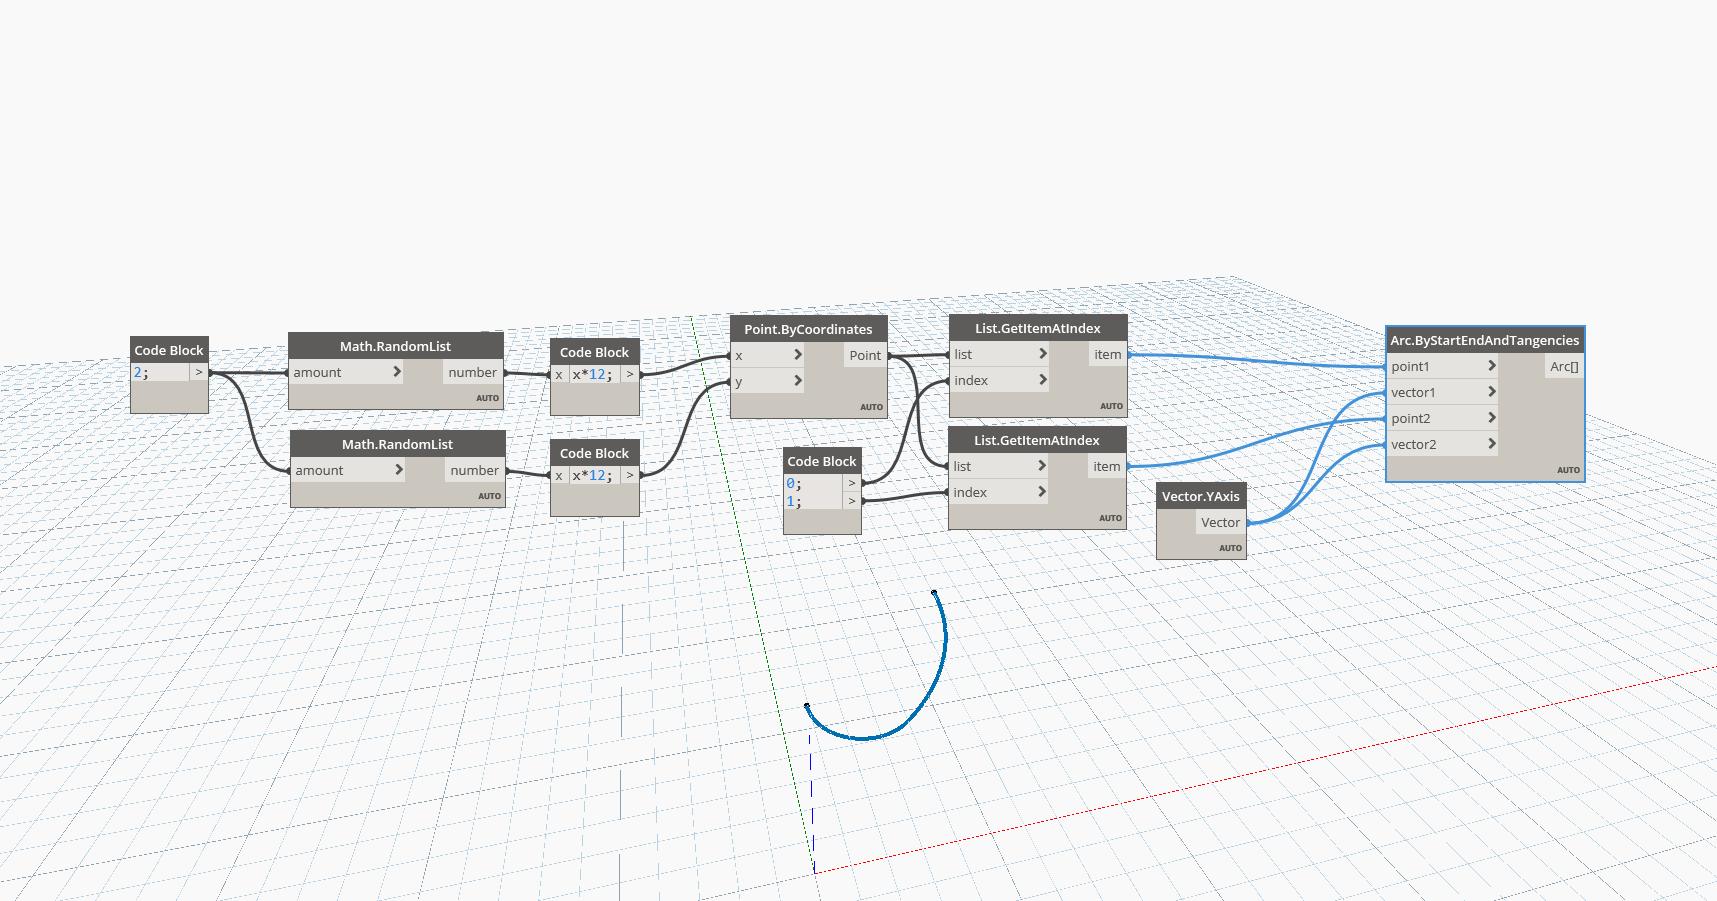 Code Block
2; >
Math.RandomList
amount > number
AUTO
Math.RandomList
amount > number
AUTO
Code Block
x x*12; >
Code Block
x x*12; >
Point.ByCoordinates
x > Point
y >
AUTO
Code Block
0; >
1; >
List.GetItemAtIndex
list > item
index >
AUTO
List.GetItemAtIndex
list > item
index >
AUTO
Vector.YAxis
Vector
AUTO
Arc.ByStartEndAndTangencies
point1 > Arc[]
vector1 >
point2 >
vector2 >
AUTO